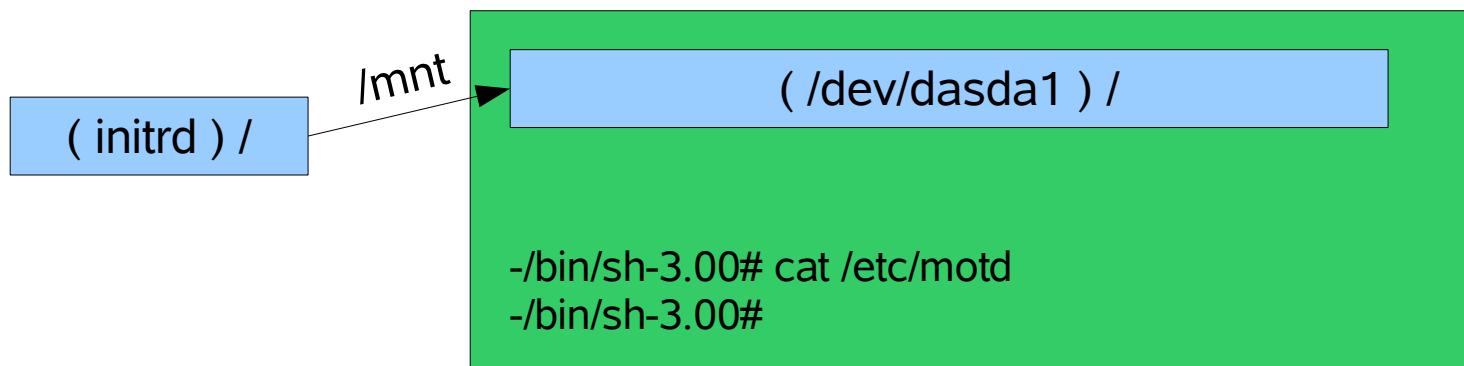 /mnt
( /dev/dasda1 ) /
( initrd ) /
-/bin/sh-3.00# cat /etc/motd
-/bin/sh-3.00#